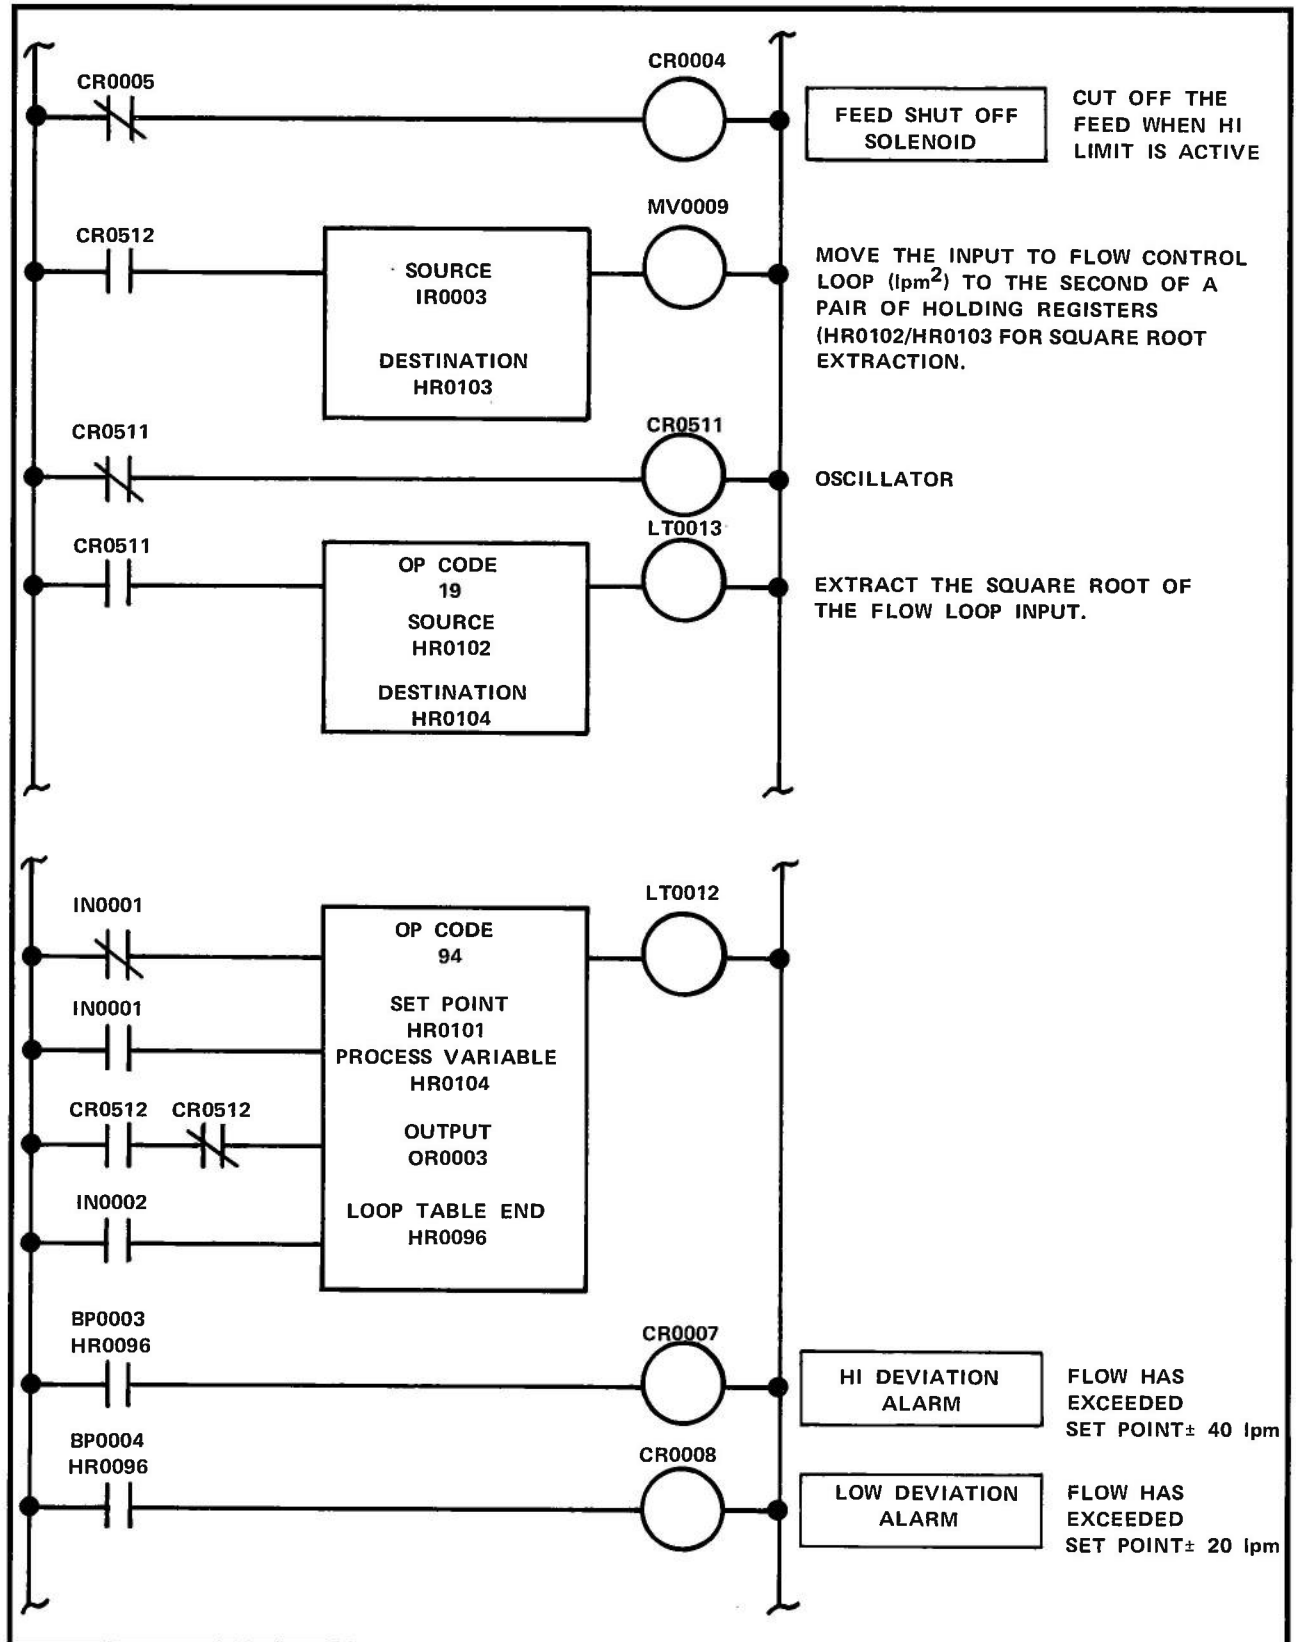 CR0005
CR0004
FEED SHUT OFF
SOLENOID
CUT OFF THE
FEED WHEN HI
LIMIT IS ACTIVE
CR0512
SOURCE
IR0003
DESTINATION
HR0103
MV0009
MOVE THE INPUT TO FLOW CONTROL
LOOP (lpm²) TO THE SECOND OF A
PAIR OF HOLDING REGISTERS
(HR0102/HR0103 FOR SQUARE ROOT
EXTRACTION.
CR0511
CR0511
OSCILLATOR
CR0511
OP CODE
19
SOURCE
HR0102
DESTINATION
HR0104
LT0013
EXTRACT THE SQUARE ROOT OF
THE FLOW LOOP INPUT.
IN0001
IN0001
CR0512 CR0512
IN0002
OP CODE
94
SET POINT
HR0101
PROCESS VARIABLE
HR0104
OUTPUT
OR0003
LOOP TABLE END
HR0096
LT0012
BP0003
HR0096
CR0007
HI DEVIATION
ALARM
FLOW HAS
EXCEEDED
SET POINT± 40 lpm
BP0004
HR0096
CR0008
LOW DEVIATION
ALARM
FLOW HAS
EXCEEDED
SET POINT± 20 lpm